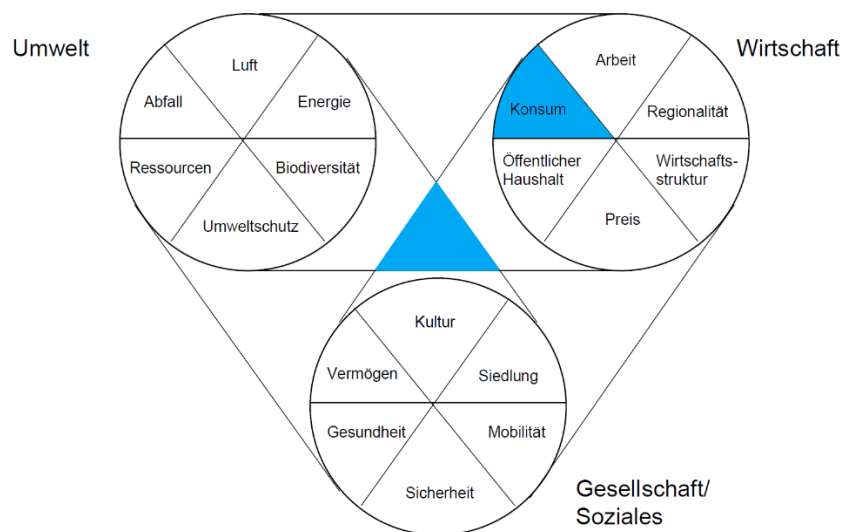 Umwelt
Luft
Abfall
Energie
Ressourcen
Biodiversität
Umweltschutz
Wirtschaft
Arbeit
Konsum
Regionalität
Öffentlicher
Haushalt
Wirtschafts-
struktur
Preis
Kultur
Vermögen
Siedlung
Gesundheit
Mobilität
Sicherheit
Gesellschaft/
Soziales